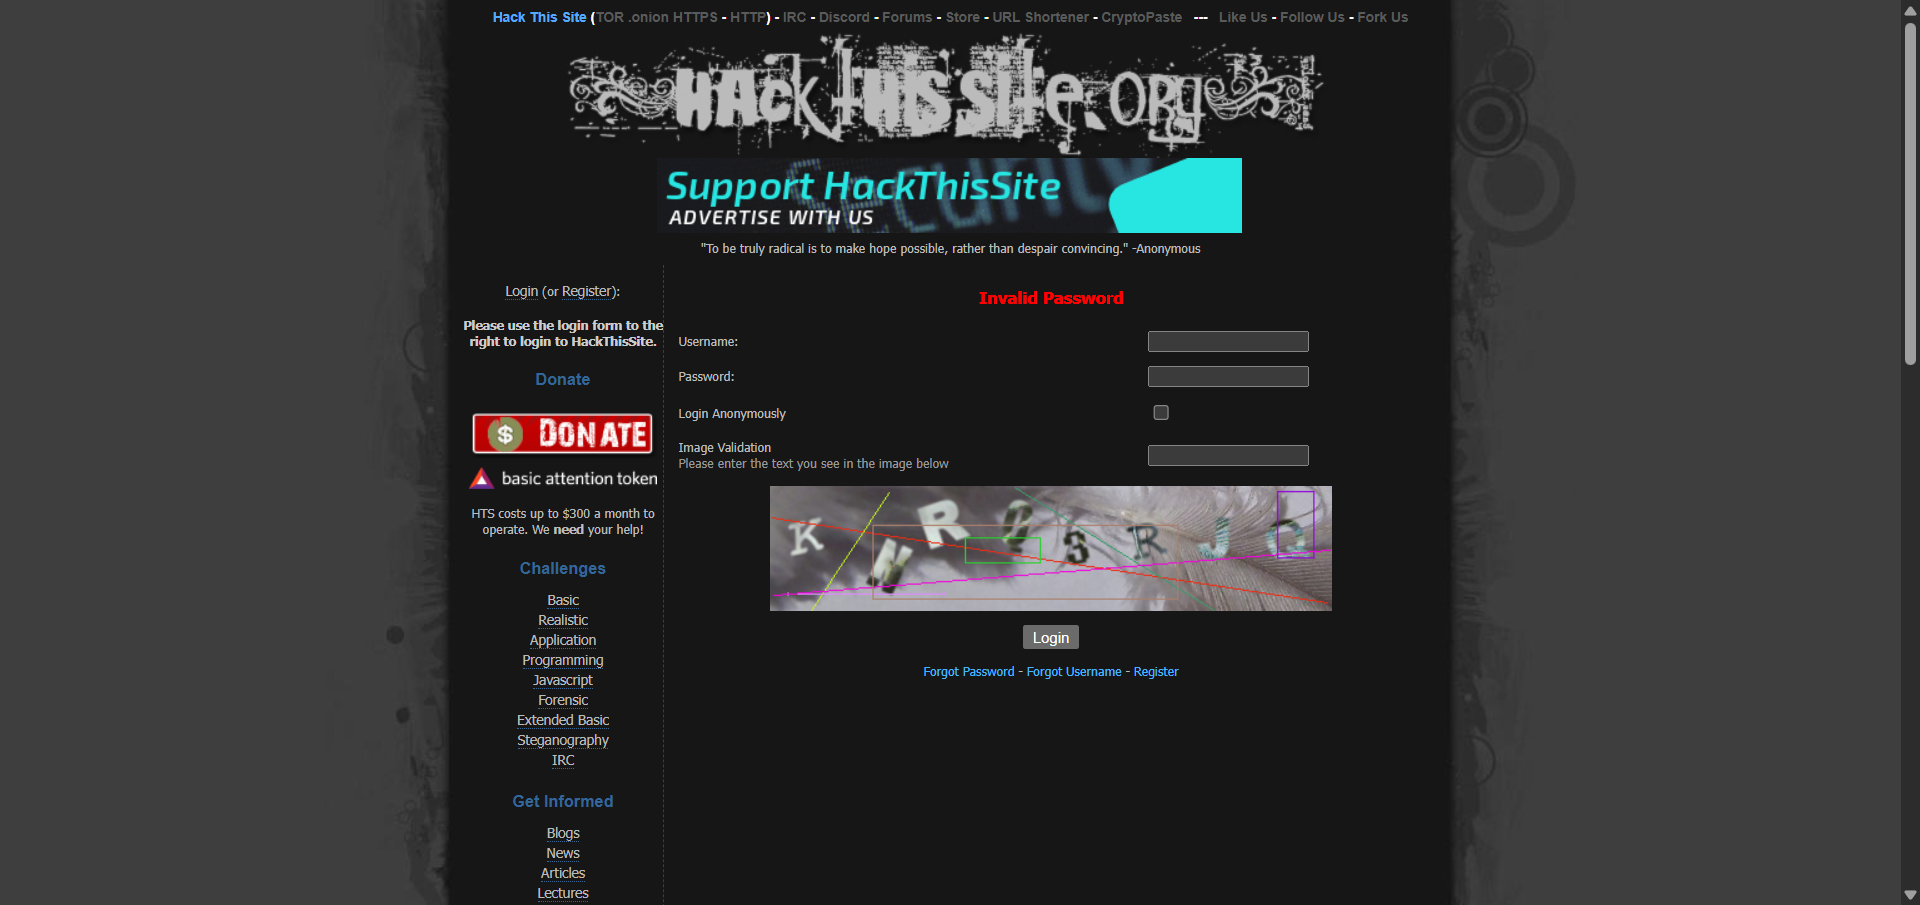 Hack This Site (TOR .onion HTTPS - HTTP) - IRC - Discord - Forums - Store - URL Shortener - CryptoPaste --- Like Us - Follow Us - Fork Us
HackThisSite.org
Support HackThisSite
ADVERTISE WITH US
"To be truly radical is to make hope possible, rather than despair convincing." -Anonymous
Login (or Register):
Please use the login form to the
right to login to HackThisSite.
Donate
$ DONATE
basic attention token
HTS costs up to $300 a month to
operate. We need your help!
Challenges
Basic
Realistic
Application
Programming
Javascript
Forensic
Extended Basic
Steganography
IRC
Get Informed
Blogs
News
Articles
Lectures
Invalid Password
Username:
Password:
Login Anonymously
Image Validation
Please enter the text you see in the image below
Login
Forgot Password - Forgot Username - Register